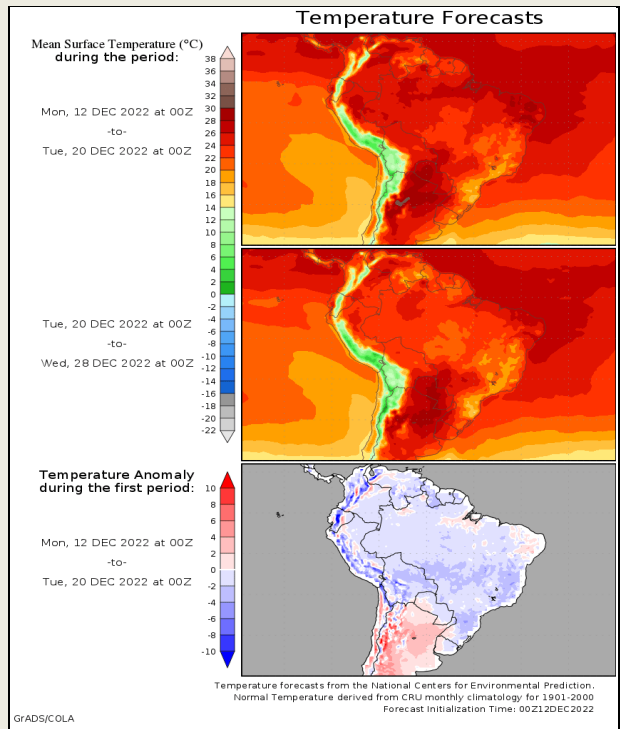 Temperature Forecasts
Mean Surface Temperature (°C)
during the period:
Mon, 12 DEC 2022 at 00Z
-to-
Tue, 20 DEC 2022 at 00Z
38
36
34
32
30
28
26
24
22
20
18
16
14
12
10
8
6
4
2
0
-2
-4
-6
-8
-10
-12
-14
-16
-18
-20
-22
Tue, 20 DEC 2022 at 00Z
-to-
Wed, 28 DEC 2022 at 00Z
Temperature Anomaly
during the first period:
Mon, 12 DEC 2022 at 00Z
-to-
Tue, 20 DEC 2022 at 00Z
10
8
6
4
2
0
-2
-4
-6
-8
-10
Temperature forecasts from the National Centers for Environmental Prediction.
Normal Temperature derived from CRU monthly climatology for 1901-2000
Forecast Initialization Time: 00Z12DEC2022
GrADS/COLA